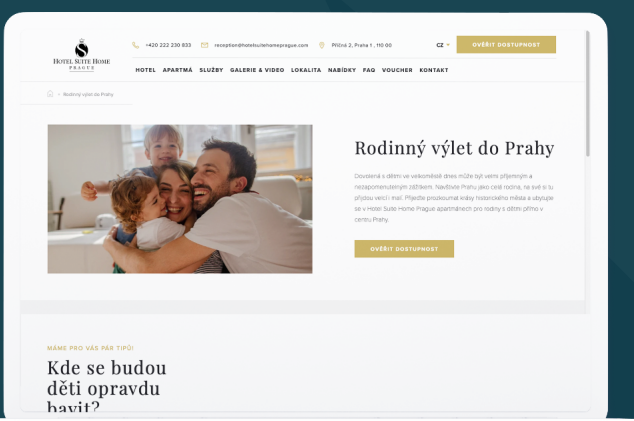 HOTEL SUITE HOME
PRAGUE
+420 222 230 833
reception@hotelsuitehomeprague.com
Příčná 2, Praha 1, 110 00
CZ
OVĚŘIT DOSTUPNOST
HOTEL APARTMÁ SLUŽBY GALERIE & VIDEO LOKALITA NABÍDKY FAQ VOUCHER KONTAKT
Rodinný výlet do Prahy
Rodinný výlet do Prahy
Dovolená s dětmi ve velkoměstě dnes může být velmi příjemným a
nezapomenutelným zážitkem. Navštivte Prahu jako celá rodina, na své si tu
přijdou velcí i malí. Přijeďte prozkoumat krásy historického města a ubytujte
se v Hotel Suite Home Prague apartmánech pro rodiny s dětmi přímo v
centru Prahy.
OVĚŘIT DOSTUPNOST
MÁME PRO VÁS PÁR TIPŮ!
Kde se budou
děti opravdu
bavit?